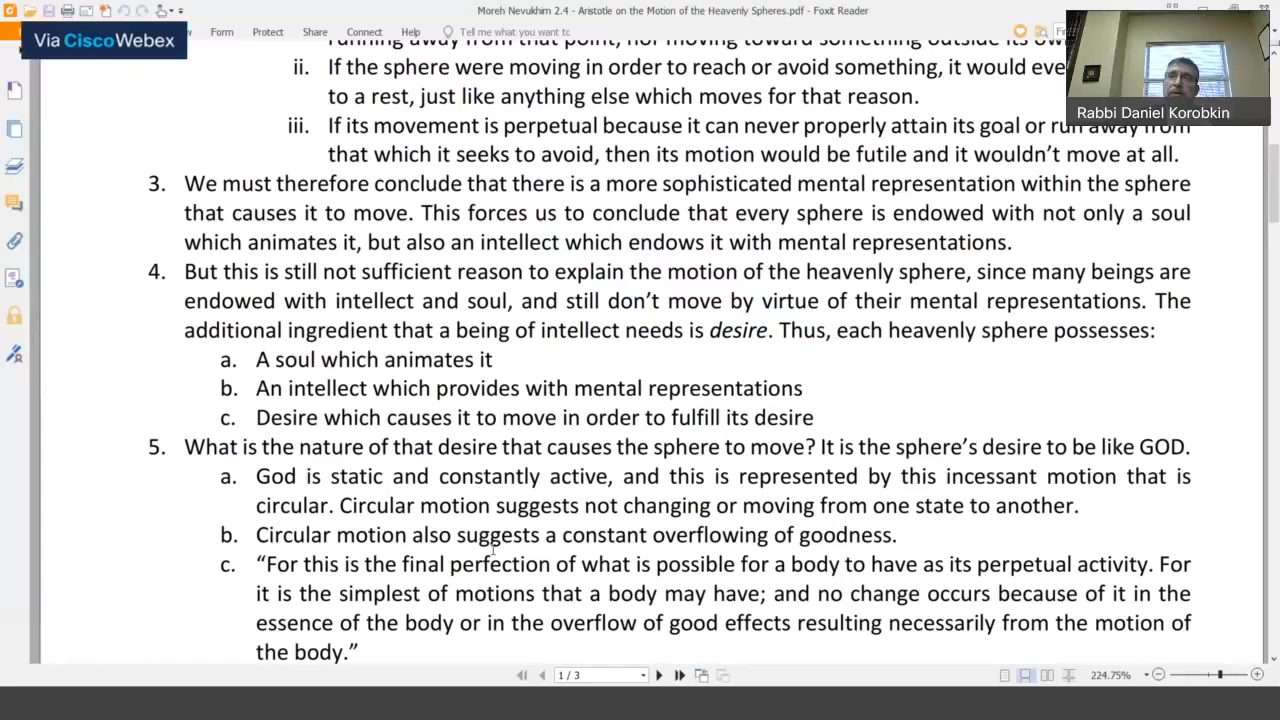 Moreh Nevukhim 2.4 - Aristotle on the Motion of the Heavenly Spheres.pdf - Foxit Reader
Via CiscoWebex
Form Protect Share Connect Help Tell me what you want to
running away from that point, nor moving toward something outside its
ii. If the sphere were moving in order to reach or avoid something, it would
to a rest, just like anything else which moves for that reason.
Rabbi Daniel Korobkin
iii. If its movement is perpetual because it can never properly attain its goal or run away from
that which it seeks to avoid, then its motion would be futile and it wouldn't move at all.
3. We must therefore conclude that there is a more sophisticated mental representation within the sphere
that causes it to move. This forces us to conclude that every sphere is endowed with not only a soul
which animates it, but also an intellect which endows it with mental representations.
4. But this is still not sufficient reason to explain the motion of the heavenly sphere, since many beings are
endowed with intellect and soul, and still don't move by virtue of their mental representations. The
additional ingredient that a being of intellect needs is desire. Thus, each heavenly sphere possesses:
a. A soul which animates it
b. An intellect which provides with mental representations
c. Desire which causes it to move in order to fulfill its desire
5. What is the nature of that desire that causes the sphere to move? It is the sphere's desire to be like GOD.
a. God is static and constantly active, and this is represented by this incessant motion that is
circular. Circular motion suggests not changing or moving from one state to another.
b. Circular motion also suggests a constant overflowing of goodness.
c. "For this is the final perfection of what is possible for a body to have as its perpetual activity. For
it is the simplest of motions that a body may have; and no change occurs because of it in the
essence of the body or in the overflow of good effects resulting necessarily from the motion of
the body."
1 / 3
224.75%